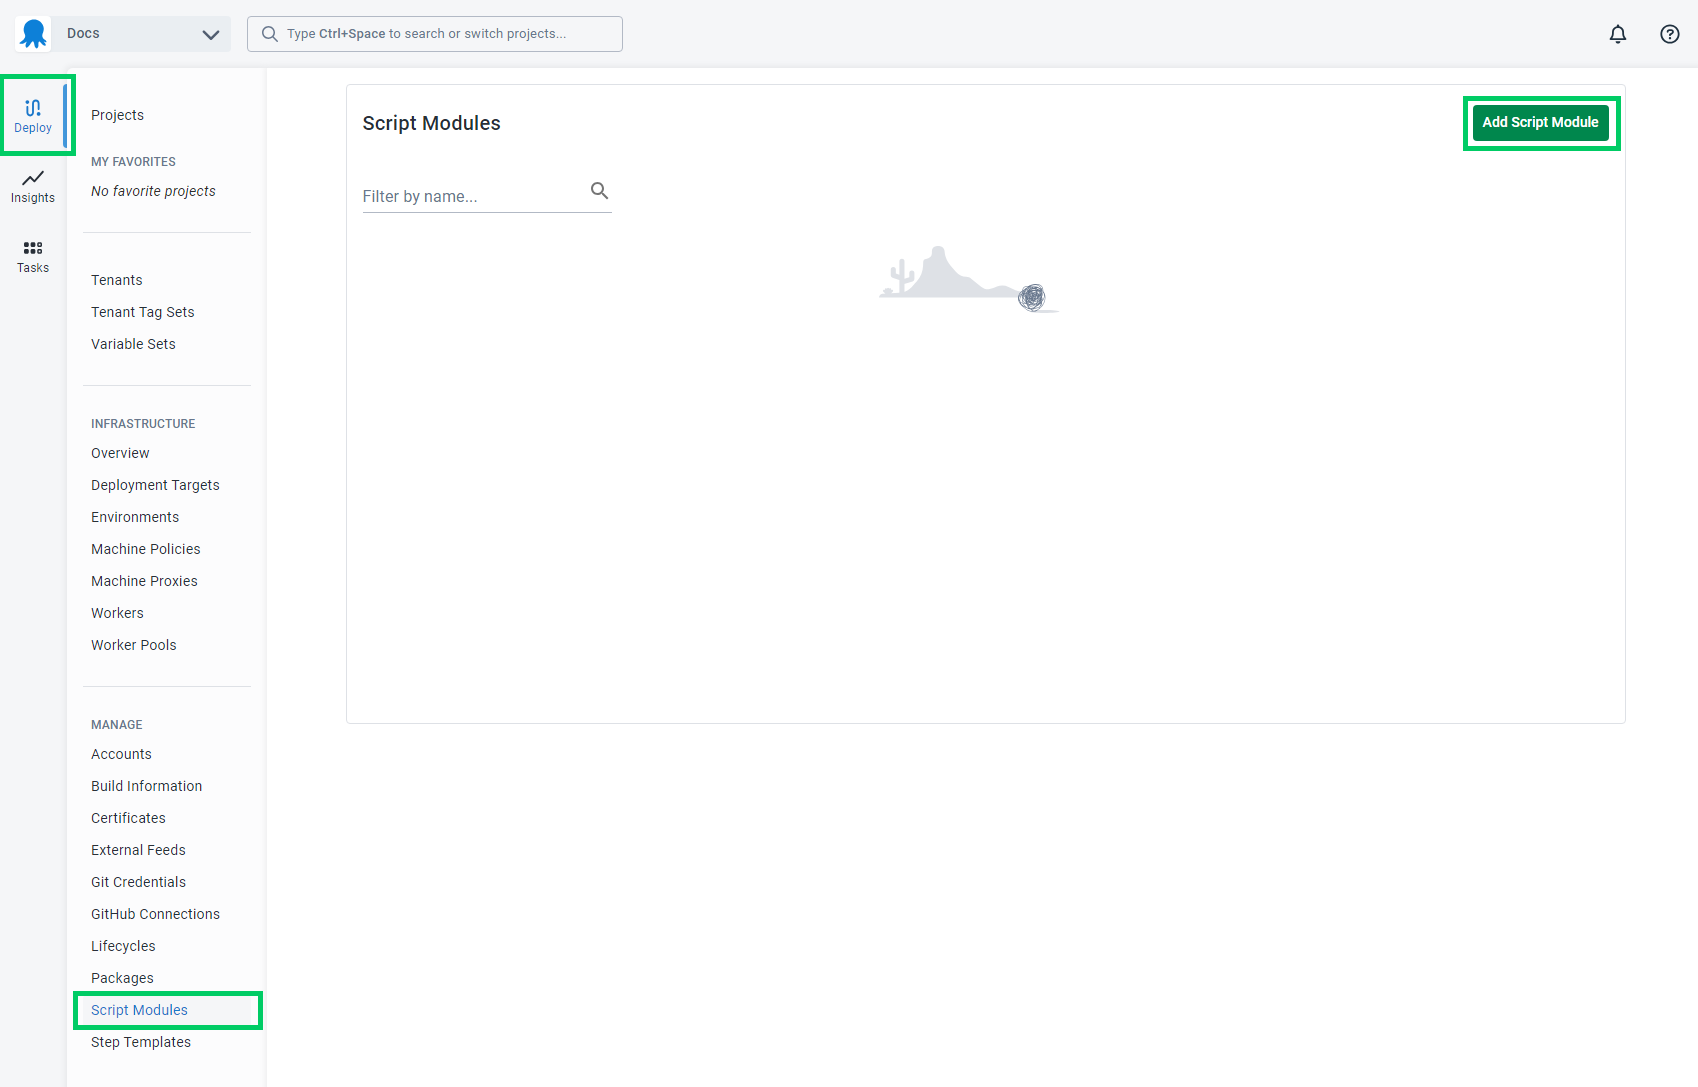 Docs
Type Ctrl+Space to search or switch projects...
Deploy
Insights
Tasks
Projects
MY FAVORITES
No favorite projects
Tenants
Tenant Tag Sets
Variable Sets
INFRASTRUCTURE
Overview
Deployment Targets
Environments
Machine Policies
Machine Proxies
Workers
Worker Pools
MANAGE
Accounts
Build Information
Certificates
External Feeds
Git Credentials
GitHub Connections
Lifecycles
Packages
Script Modules
Step Templates
Script Modules
Add Script Module
Filter by name...